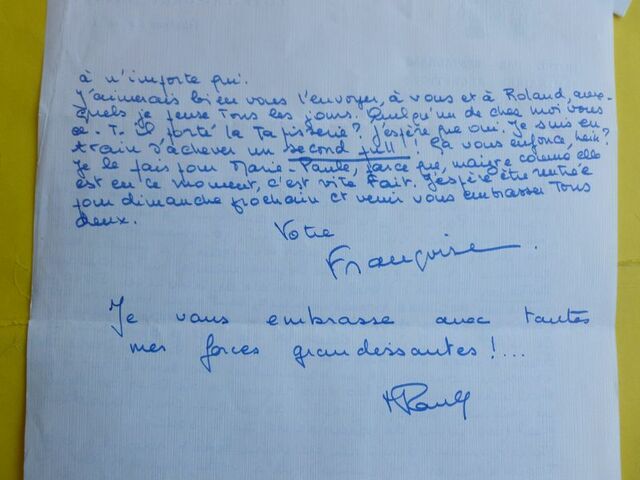 à n'importe qui.
J'aimerais bien vous l'envoyer, à vous et à Roland, aux-
quels je pense tous les jours. Quelqu'un de chez moi vous
a-t-il porté la tapisserie? J'espère que oui. Je suis en
train d'achever un second pull! Ça vous enfonce, hein?
Je le fais pour Marie-Paule, parce que, maigre comme elle
est en ce moment, c'est vite fait. J'espère être rentrée
pour dimanche prochain et venir vous embrasser tous
deux.
Votre
Françoise.
Je vous embrasse avec toutes
mes forces grandissantes!...
MPaule